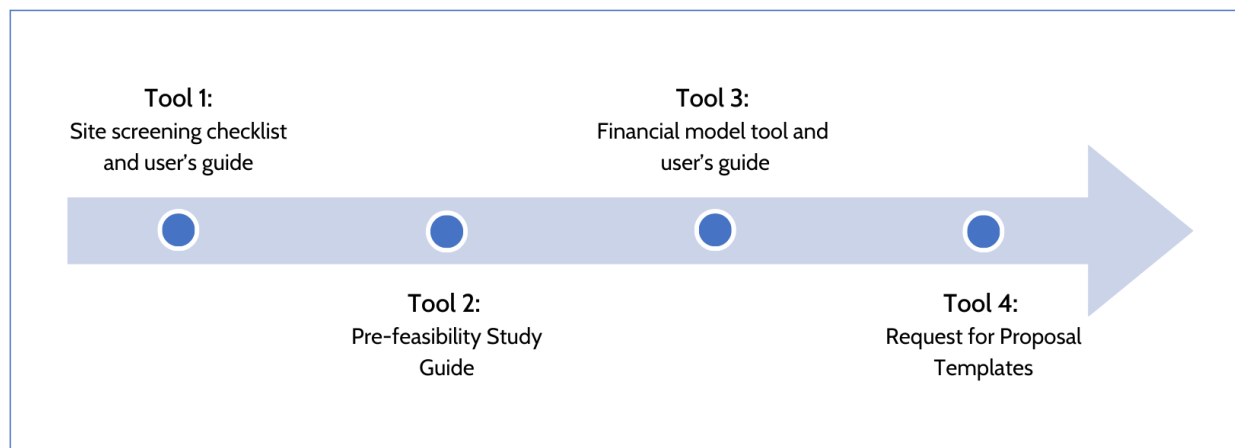 Tool 1:
Site screening checklist
and user’s guide
Tool 2:
Pre-feasibility Study
Guide
Tool 3:
Financial model tool and
user’s guide
Tool 4:
Request for Proposal
Templates